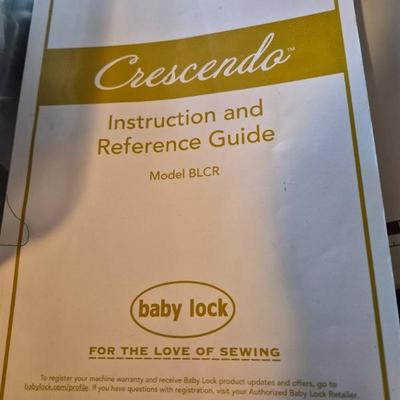 Crescendo™
Instruction and
Reference Guide
Model BLCR
baby lock
FOR THE LOVE OF SEWING
To register your machine warranty and receive Baby Lock product updates and offers, go to
babylock.com/profile. If you have questions with registration, visit your Authorized Baby Lock Retailer.